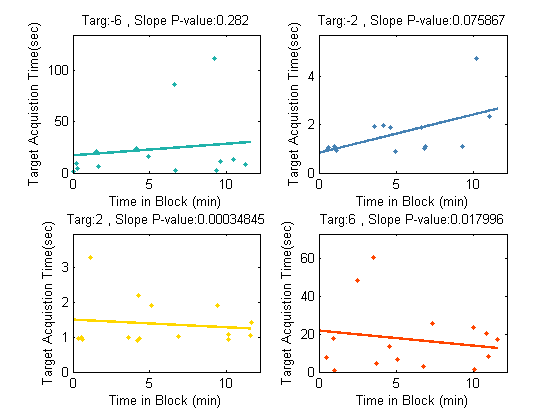 Targ:-6 , Slope P-value:0.282
Targ:-2 , Slope P-value:0.075867
Target Acquistion Time(sec)
100
50
0
0
5
10
Time in Block (min)
Target Acquistion Time(sec)
4
2
0
0
5
10
Time in Block (min)
Targ:2 , Slope P-value:0.00034845
Targ:6 , Slope P-value:0.017996
Target Acquistion Time(sec)
3
2
1
0
0
5
10
Time in Block (min)
Target Acquistion Time(sec)
60
40
20
0
0
5
10
Time in Block (min)